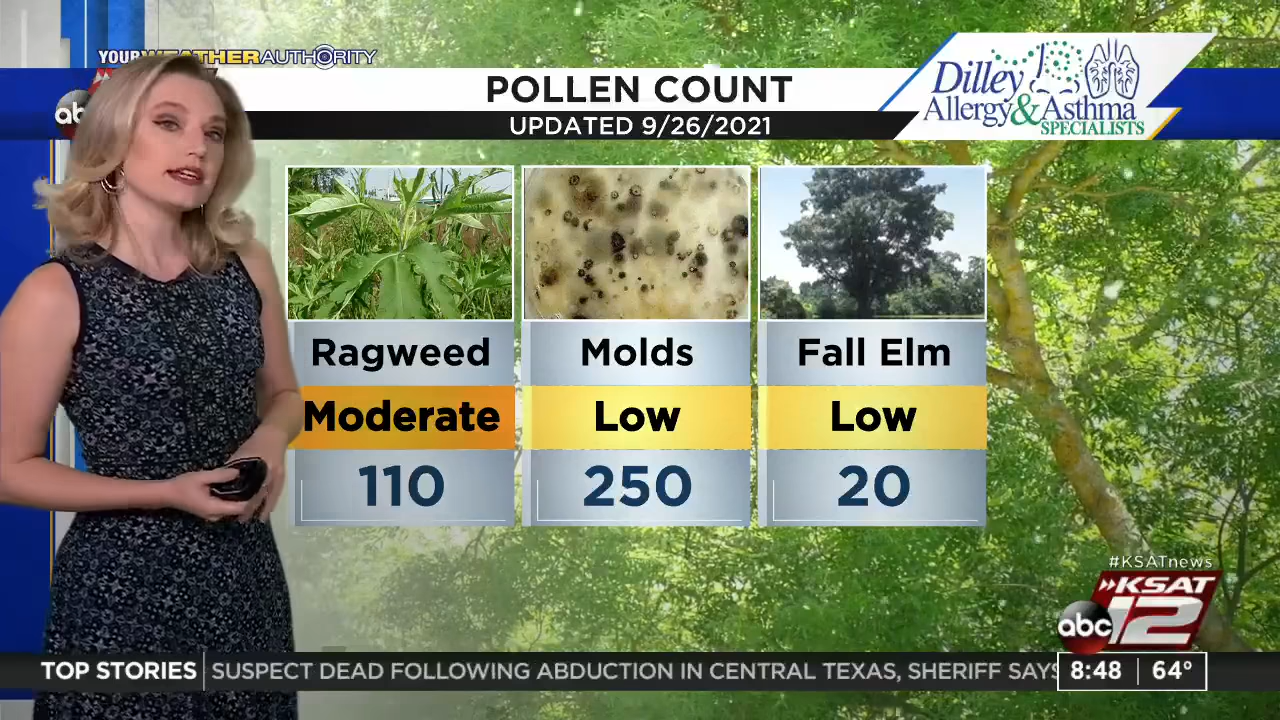 YOUR WEATHER AUTHORITY
POLLEN COUNT
UPDATED 9/26/2021
Dilley
Allergy&Asthma
SPECIALISTS
Ragweed
Molds
Fall Elm
Moderate
Low
Low
110
250
20
#KSATnews
KSAT
abc
12
TOP STORIES
SUSPECT DEAD FOLLOWING ABDUCTION IN CENTRAL TEXAS, SHERIFF SAYS
8:48
64°